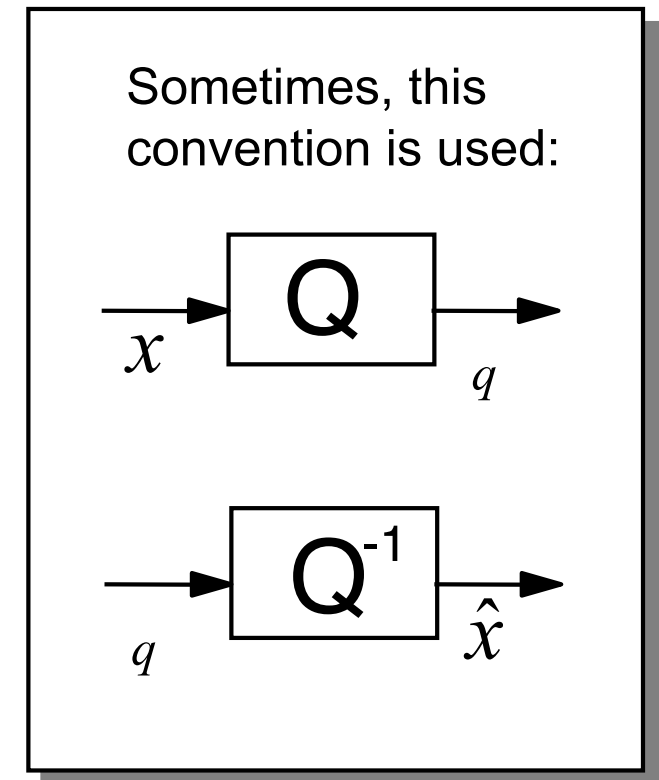 Sometimes, this
convention is used:
Q
x
q
Q-1
q
x̂